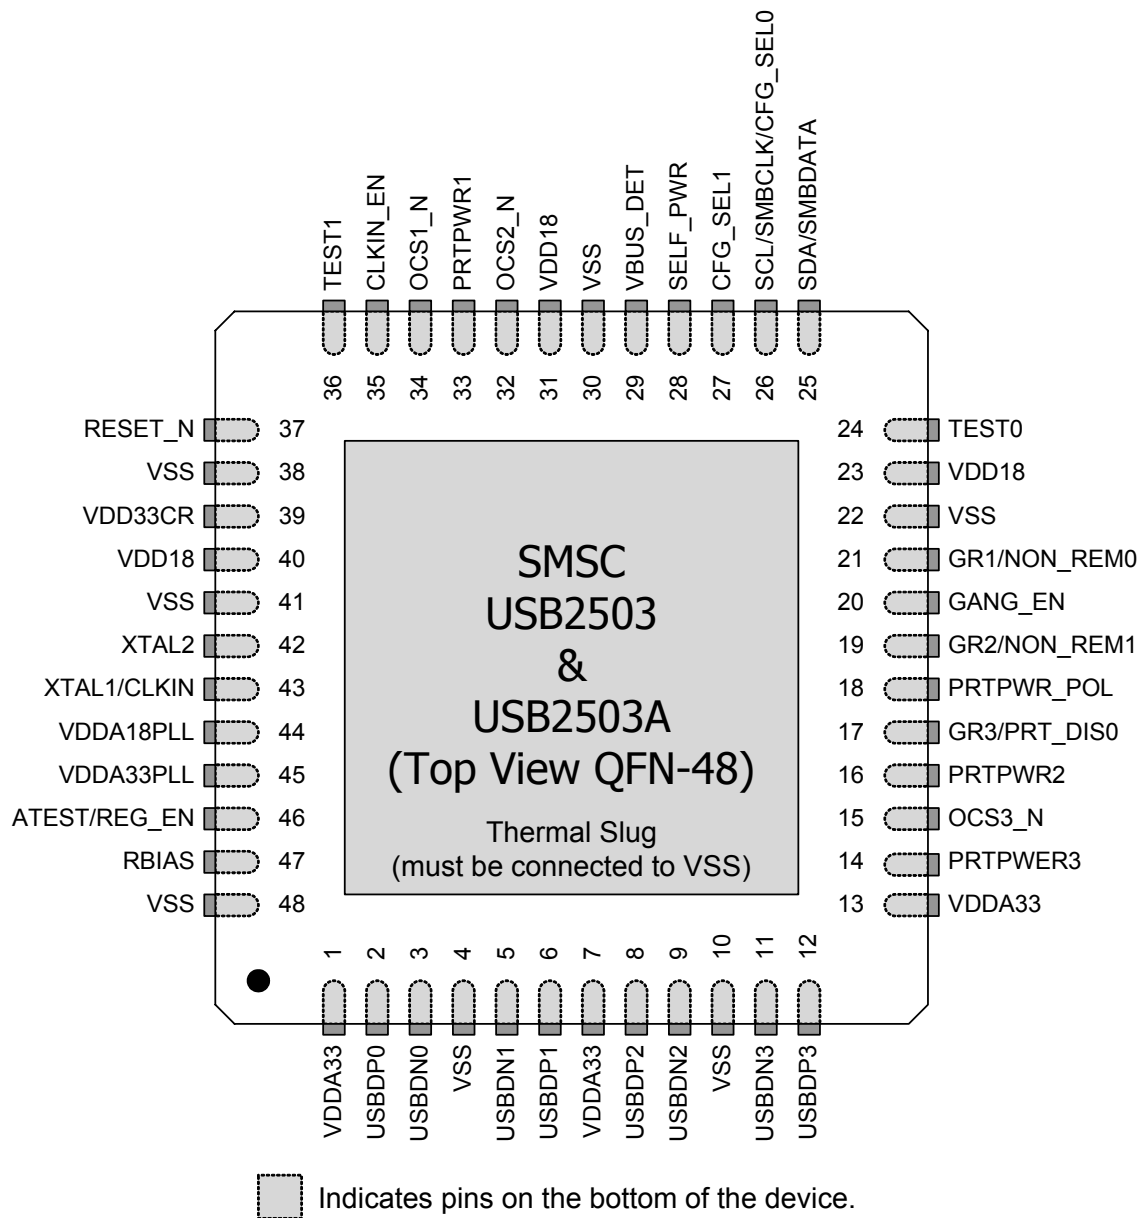 TEST1
CLKIN_EN
OCS1_N
PRTPWR1
OCS2_N
VDD18
VSS
VBUS_DET
SELF_PWR
CFG_SEL1
SCL/SMBCLK/CFG_SEL0
SDA/SMBDATA
36
35
34
33
32
31
30
29
28
27
26
25
RESET_N 37
VSS 38
VDD33CR 39
VDD18 40
VSS 41
XTAL2 42
XTAL1/CLKIN 43
VDDA18PLL 44
VDDA33PLL 45
ATEST/REG_EN 46
RBIAS 47
VSS 48
SMSC
USB2503
&
USB2503A
(Top View QFN-48)
Thermal Slug
(must be connected to VSS)
24 TEST0
23 VDD18
22 VSS
21 GR1/NON_REM0
20 GANG_EN
19 GR2/NON_REM1
18 PRTPWR_POL
17 GR3/PRT_DIS0
16 PRTPWR2
15 OCS3_N
14 PRTPWER3
13 VDDA33
1
2
3
4
5
6
7
8
9
10
11
12
VDDA33
USBDP0
USBDN0
VSS
USBDN1
USBDP1
VDDA33
USBDP2
USBDN2
VSS
USBDN3
USBDP3
Indicates pins on the bottom of the device.